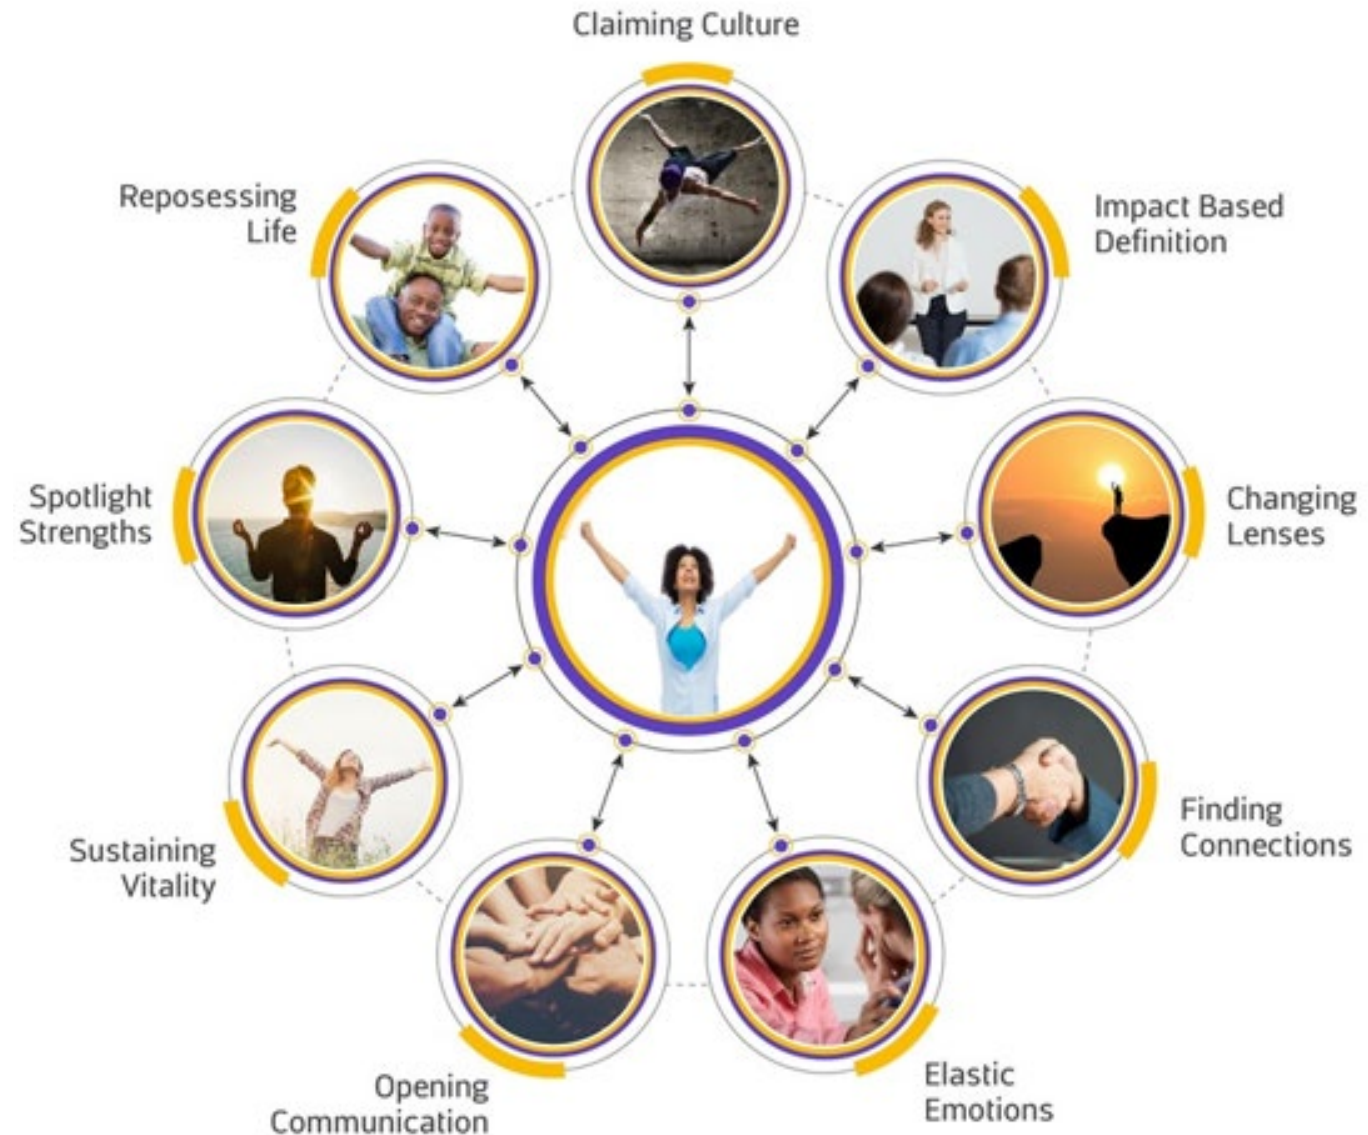 Claiming Culture
Impact Based
Definition
Changing
Lenses
Finding
Connections
Elastic
Emotions
Opening
Communication
Sustaining
Vitality
Spotlight
Strengths
Reposessing
Life